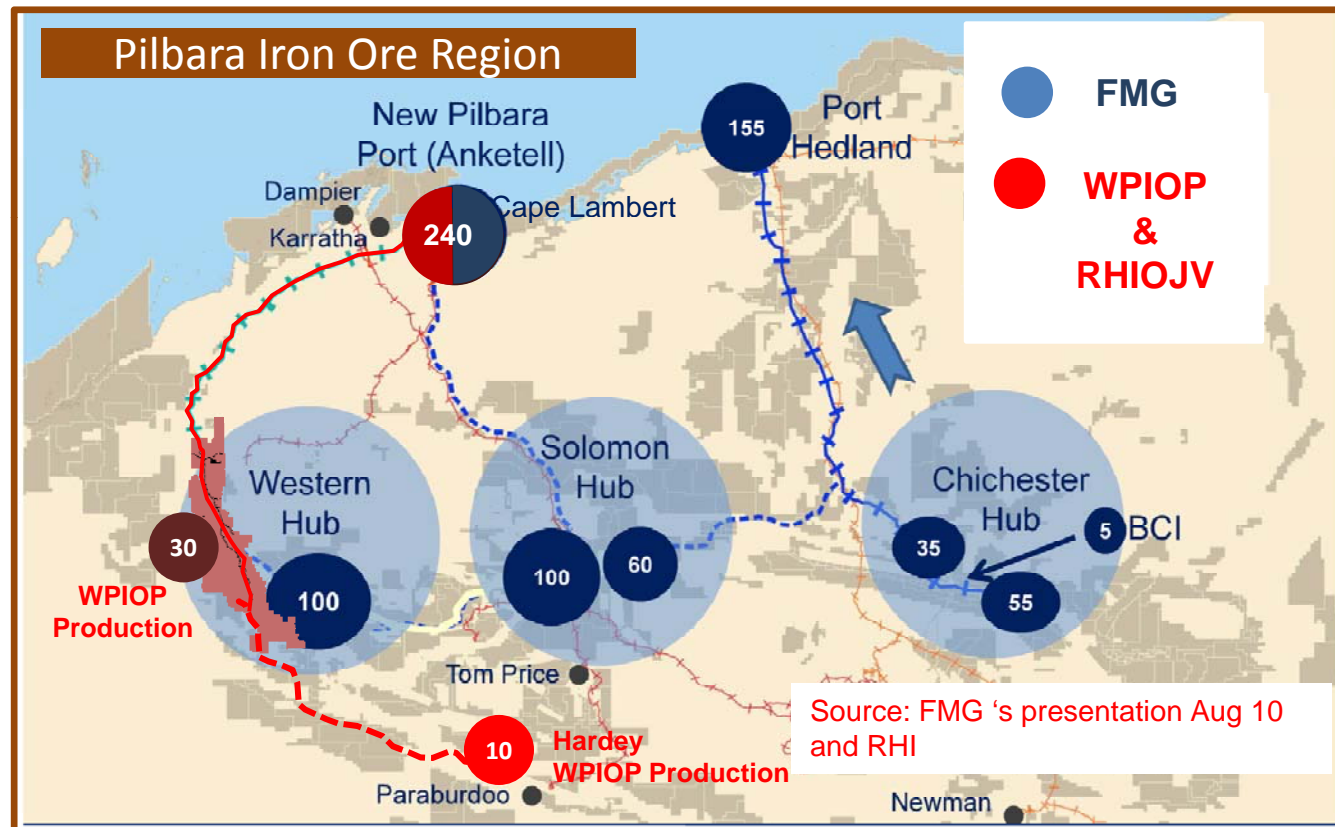 Pilbara Iron Ore Region
FMG
WPIOP
&
RHIOJV
New Pilbara
Port (Anketell)
155
Port
Hedland
Dampier
Karratha
240
Cape Lambert
Western
Hub
Solomon
Hub
Chichester
Hub
30
100
100
60
35
5
BCI
55
WPIOP
Production
Tom Price
10
Hardey
WPIOP Production
Paraburdoo
Source: FMG ‘s presentation Aug 10
and RHI
Newman